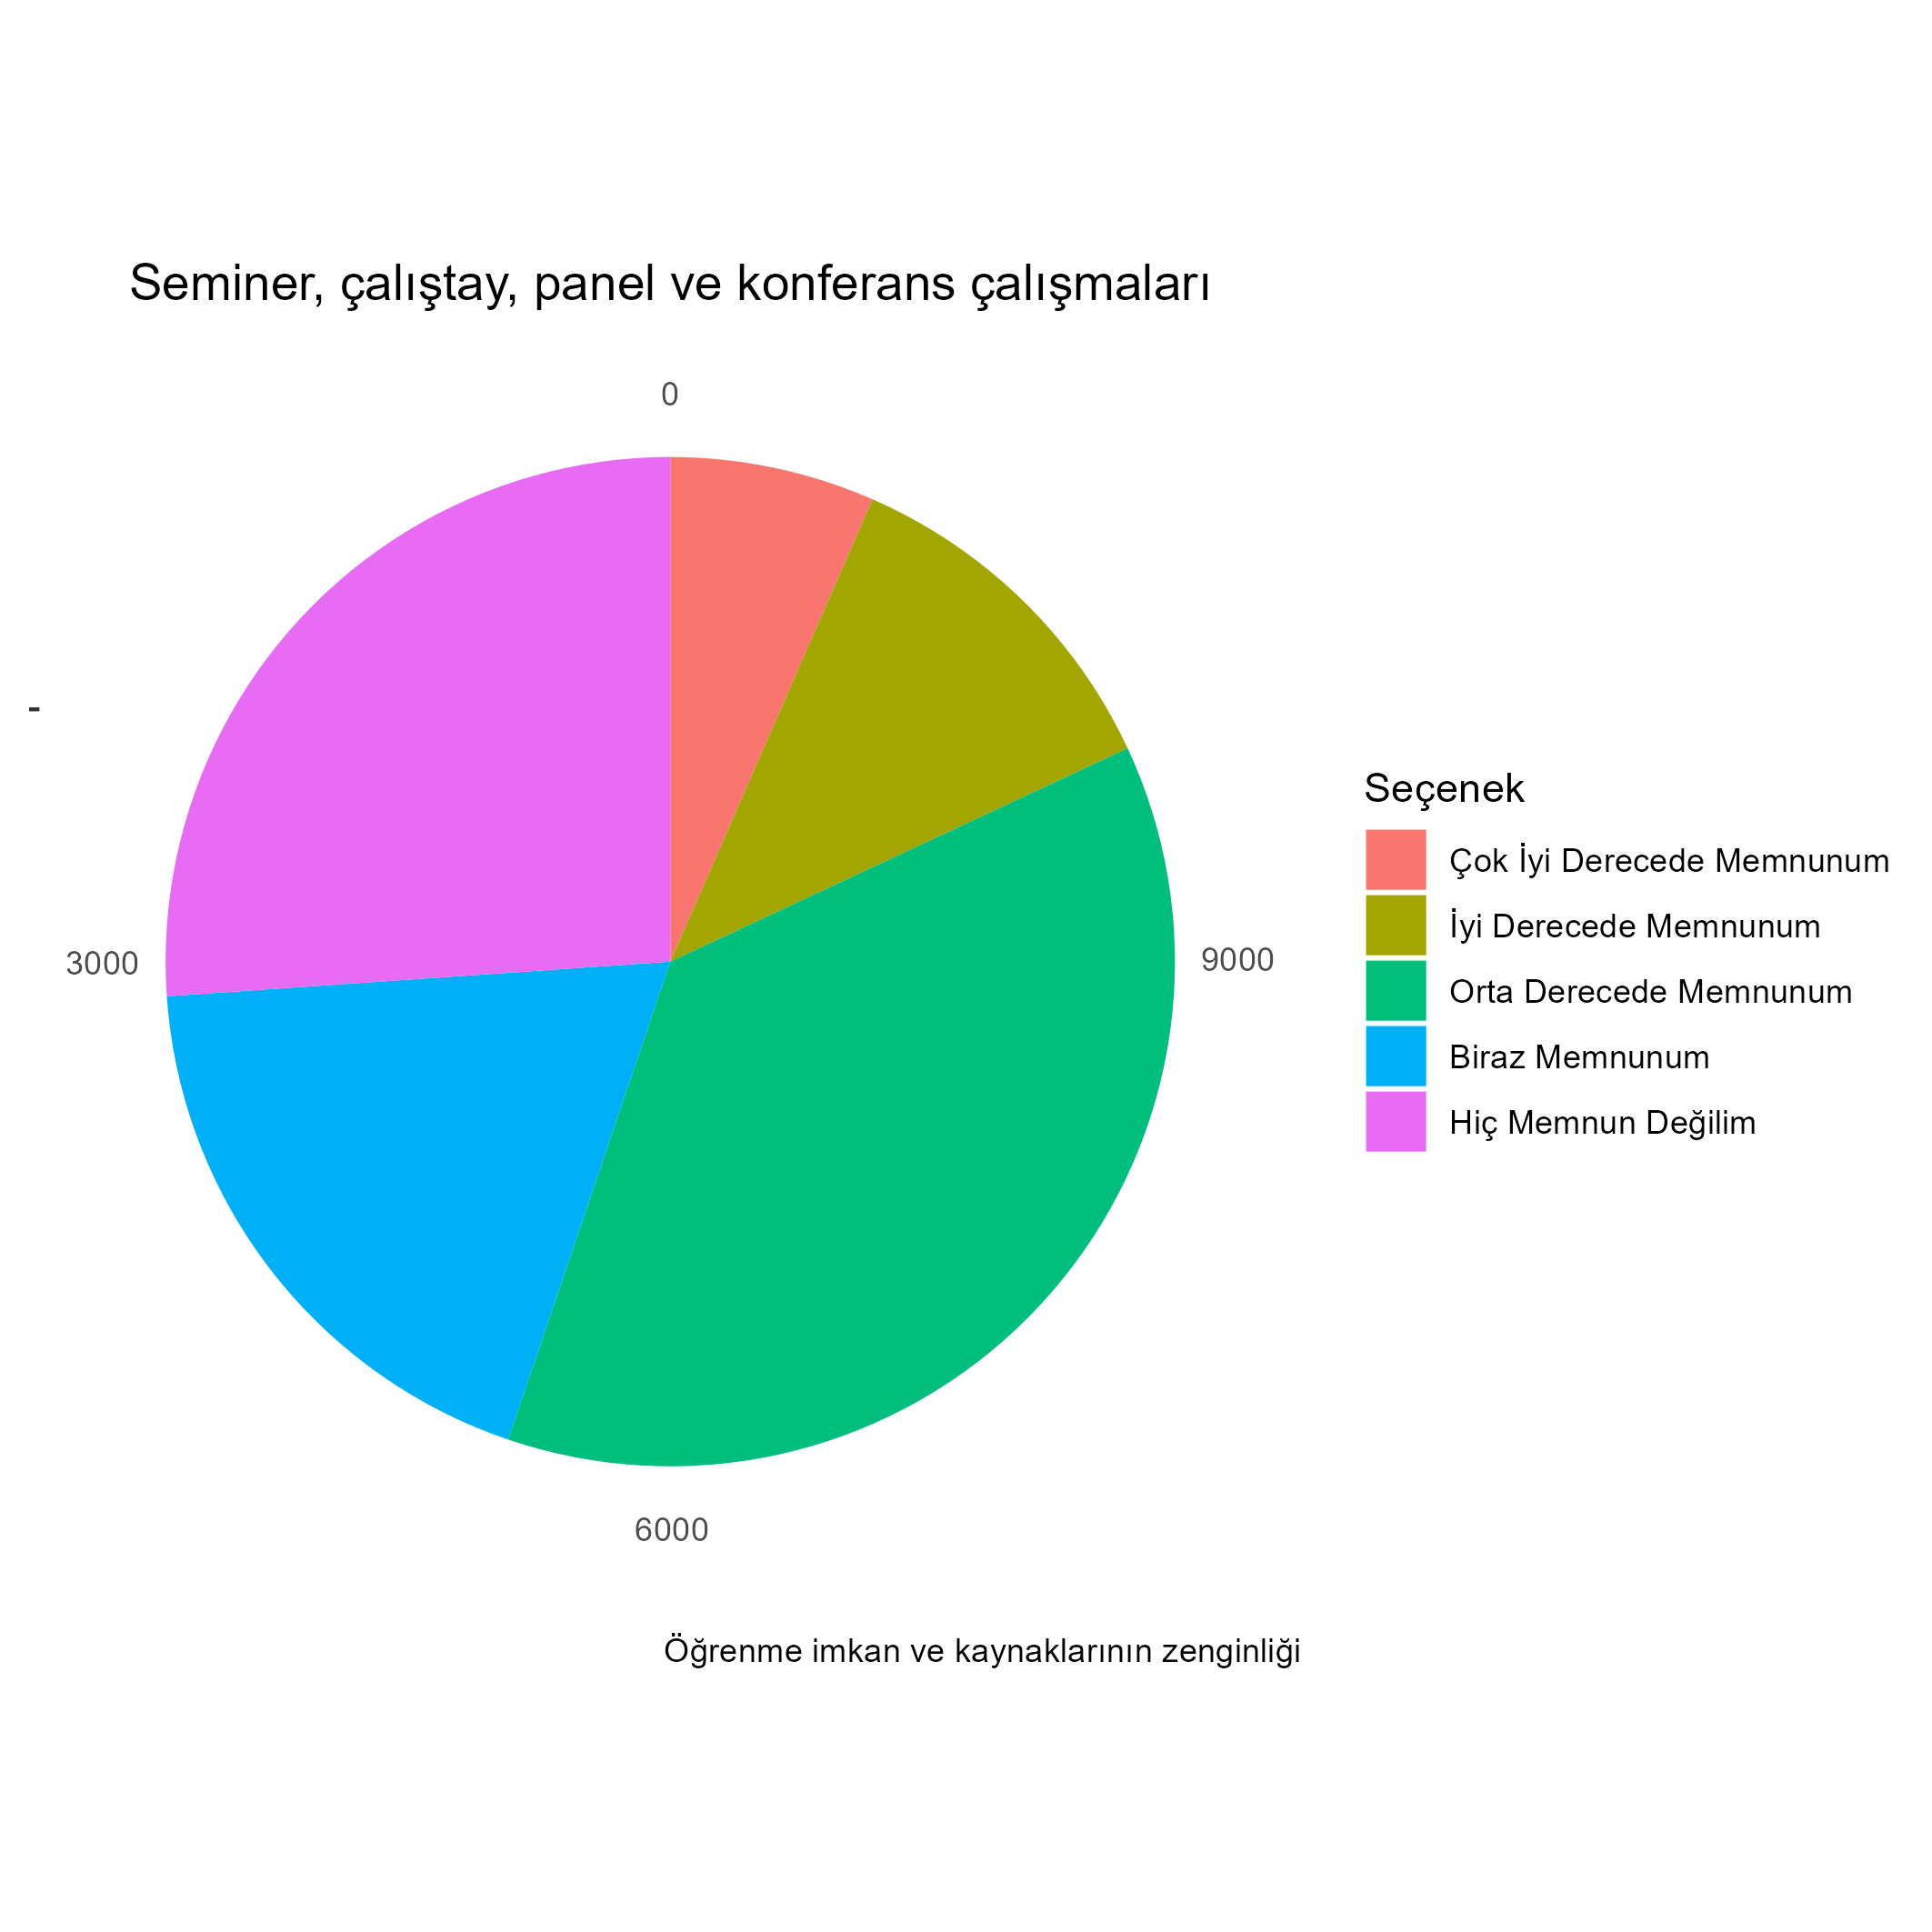 Seminer, çalıştay, panel ve konferans çalışmaları
0
-
3000
9000
6000
Seçenek
Çok İyi Derecede Memnunum
İyi Derecede Memnunum
Orta Derecede Memnunum
Biraz Memnunum
Hiç Memnun Değilim
Öğrenme imkan ve kaynaklarının zenginliği